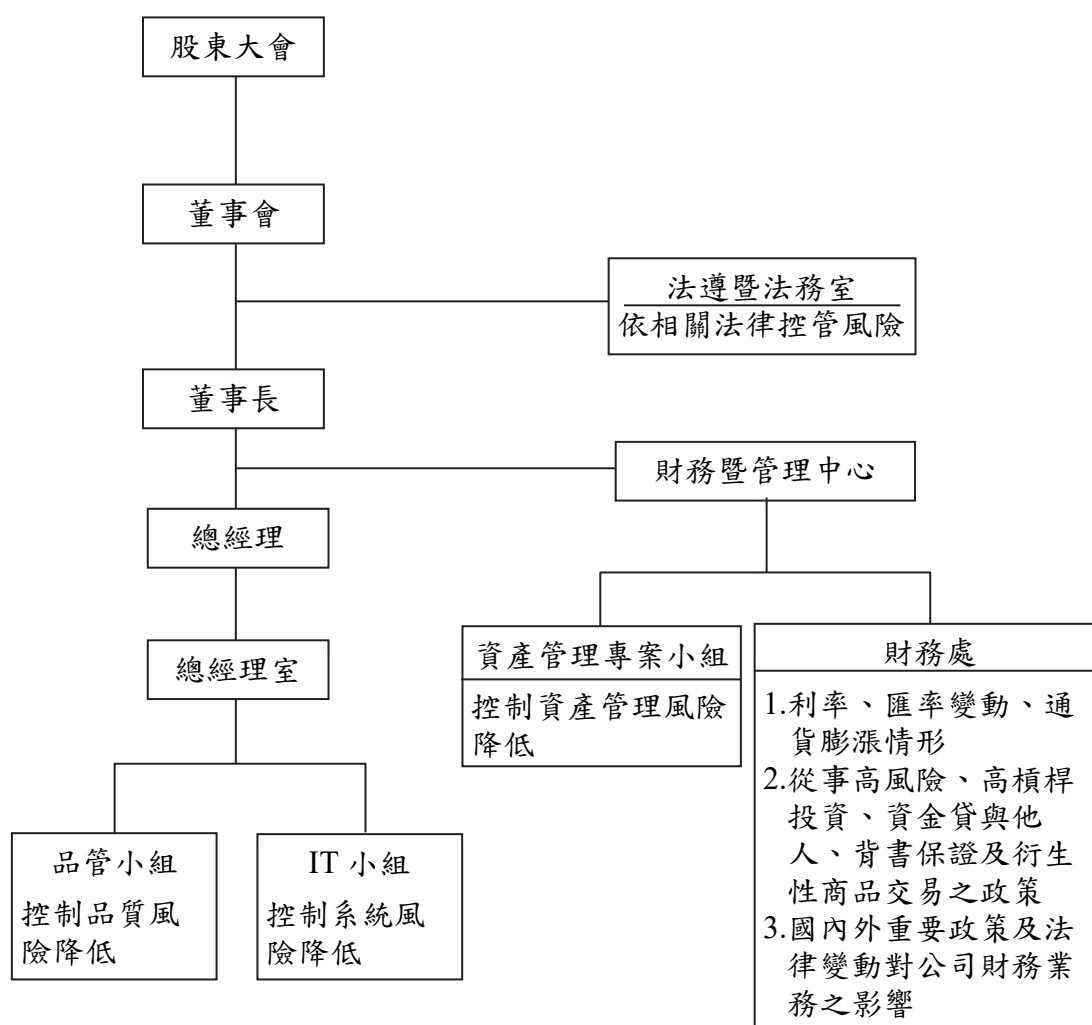 股東大會
董事會
法遵暨法務室
依相關法律控管風險
董事長
財務暨管理中心
總經理
總經理室
資產管理專案小組
控制資產管理風險
降低
財務處
1.利率、匯率變動、通
貨膨漲情形
2.從事高風險、高槓桿
投資、資金貸與他
人、背書保證及衍生
性商品交易之政策
3.國內外重要政策及法
律變動對公司財務業
務之影響
品管小組
控制品質風
險降低
IT 小組
控制系統風
險降低